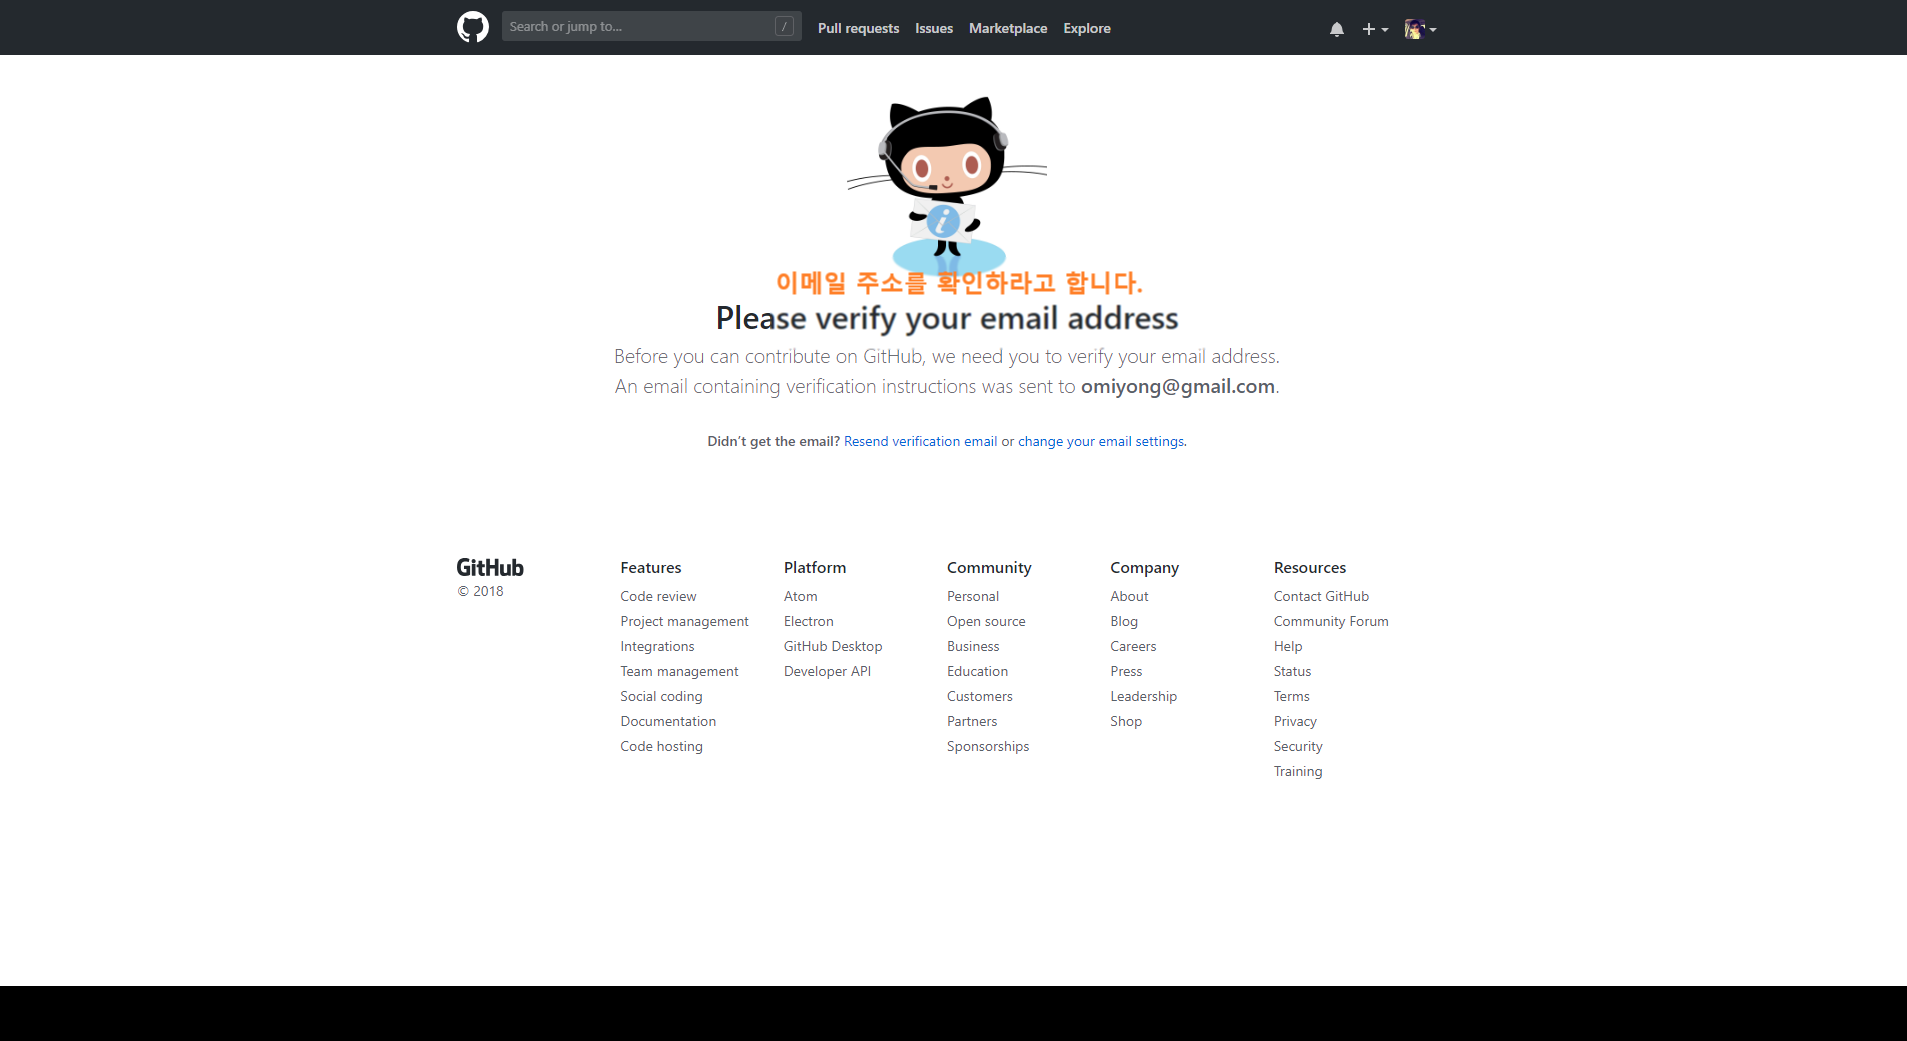 Search or jump to... /
Pull requests Issues Marketplace Explore
i
이메일 주소를 확인하라고 합니다.
Please verify your email address
Before you can contribute on GitHub, we need you to verify your email address.
An email containing verification instructions was sent to omiyong@gmail.com.
Didn't get the email? Resend verification email or change your email settings.
GitHub
© 2018
Features
Code review
Project management
Integrations
Team management
Social coding
Documentation
Code hosting
Platform
Atom
Electron
GitHub Desktop
Developer API
Community
Personal
Open source
Business
Education
Customers
Partners
Sponsorships
Company
About
Blog
Careers
Press
Leadership
Shop
Resources
Contact GitHub
Community Forum
Help
Status
Terms
Privacy
Security
Training